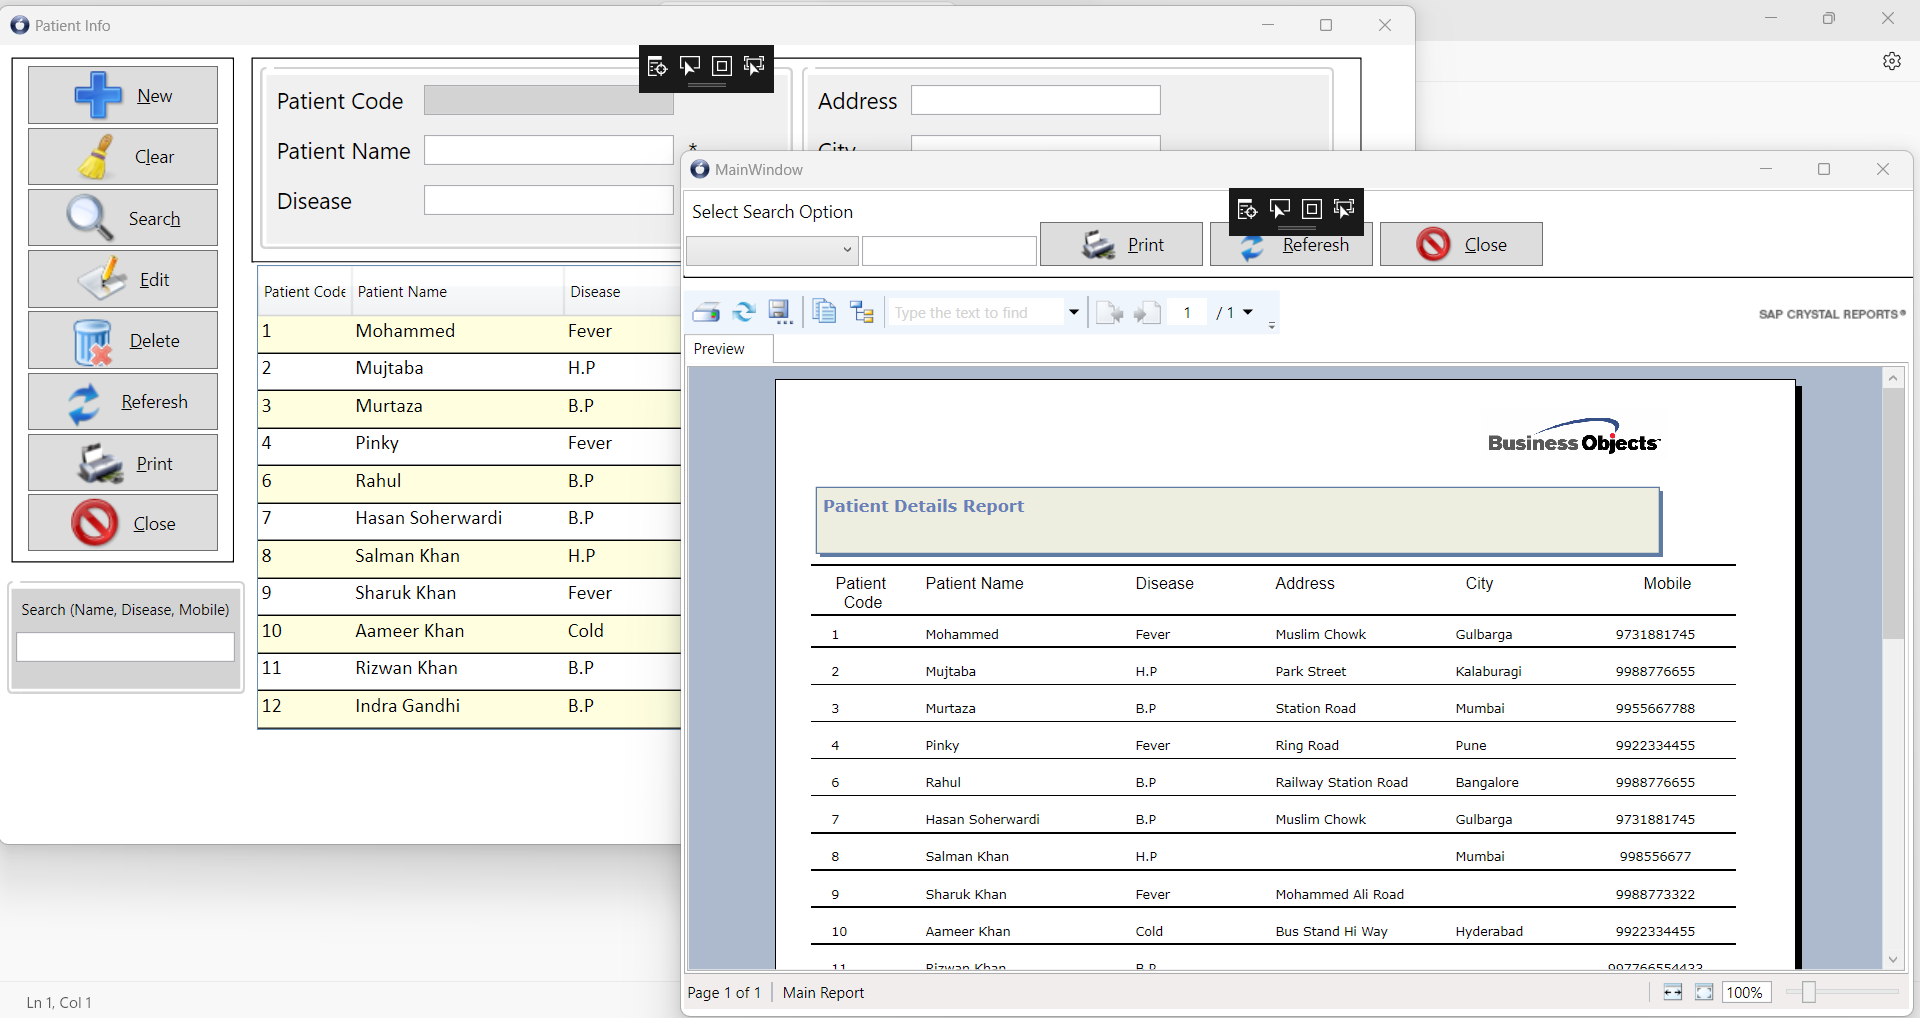 Patient Info
New
Clear
Search
Edit
Delete
Referesh
Print
Close
Search (Name, Disease, Mobile)
Patient Code
Patient Name
*
Disease
Address
City
Patient Code Patient Name Disease
1 Mohammed Fever
2 Mujtaba H.P
3 Murtaza B.P
4 Pinky Fever
6 Rahul B.P
7 Hasan Soherwardi B.P
8 Salman Khan H.P
9 Sharuk Khan Fever
10 Aameer Khan Cold
11 Rizwan Khan B.P
12 Indra Gandhi B.P
Ln 1, Col 1
MainWindow
Select Search Option
Print
Referesh
Close
Type the text to find
1 / 1
SAP CRYSTAL REPORTS®
Preview
Business Objects
Patient Details Report
Patient Code Patient Name Disease Address City Mobile
1 Mohammed Fever Muslim Chowk Gulbarga 9731881745
2 Mujtaba H.P Park Street Kalaburagi 9988776655
3 Murtaza B.P Station Road Mumbai 9955667788
4 Pinky Fever Ring Road Pune 9922334455
6 Rahul B.P Railway Station Road Bangalore 9988776655
7 Hasan Soherwardi B.P Muslim Chowk Gulbarga 9731881745
8 Salman Khan H.P Mumbai 998556677
9 Sharuk Khan Fever Mohammed Ali Road 9988773322
10 Aameer Khan Cold Bus Stand Hi Way Hyderabad 9922334455
11 Rizwan Khan B.P 997766554433
Page 1 of 1 Main Report
100%